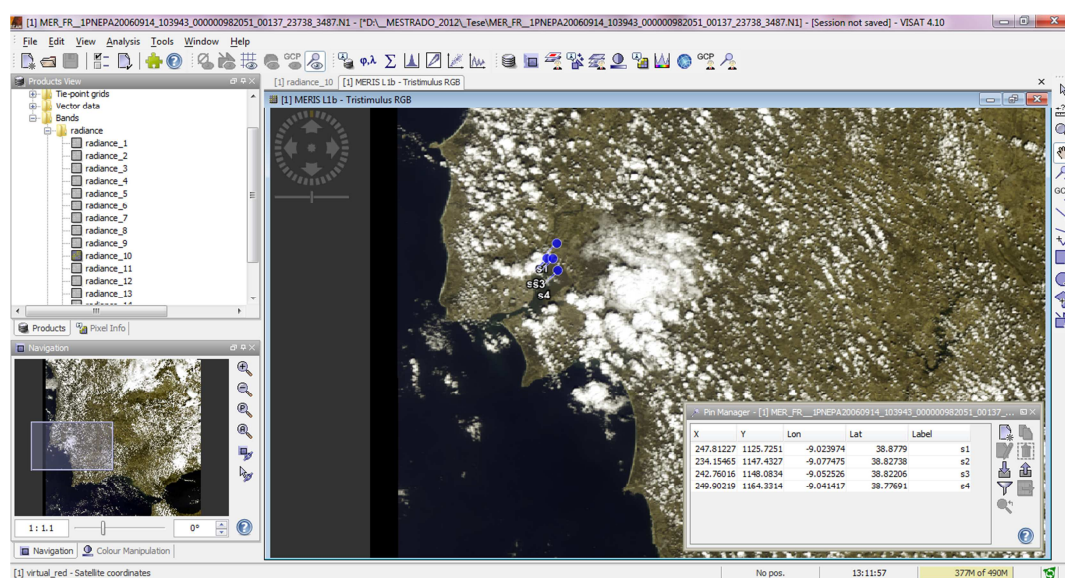 MER_FR__1PNEPA20060914_103943_000000982051_00137_23738_3487.N1 - [*D:\__MESTRADO_2012\_Tese\MER_FR__1PNEPA20060914_103943_000000982051_00137_23738_3487.N1] - [Session not saved] - VISAT 4.10
File Edit View Analysis Tools Window Help
GCP φ,λ Σ GCP
Products View
[1] radiance_10 [1] MERIS L1b - Tristimulus RGB
[1] MERIS L1b - Tristimulus RGB
Tie-point grids
Vector data
Bands
radiance
radiance_1
radiance_2
radiance_3
radiance_4
radiance_5
radiance_6
radiance_7
radiance_8
radiance_9
radiance_10
radiance_11
radiance_12
radiance_13
Products Pixel Info
s1
s3
s4
Navigation
1 : 1.1 0°
Navigation Colour Manipulation
Pin Manager - [1] MER_FR__1PNEPA20060914_103943_000000982051_00137_...
X Y Lon Lat Label
247.81227 1125.7251 -9.023974 38.8779 s1
234.15465 1147.4327 -9.077475 38.82738 s2
242.76016 1148.0834 -9.052526 38.82206 s3
249.90219 1164.3314 -9.041417 38.77691 s4
[1] virtual_red - Satellite coordinates No pos. 13:11:57 377M of 490M